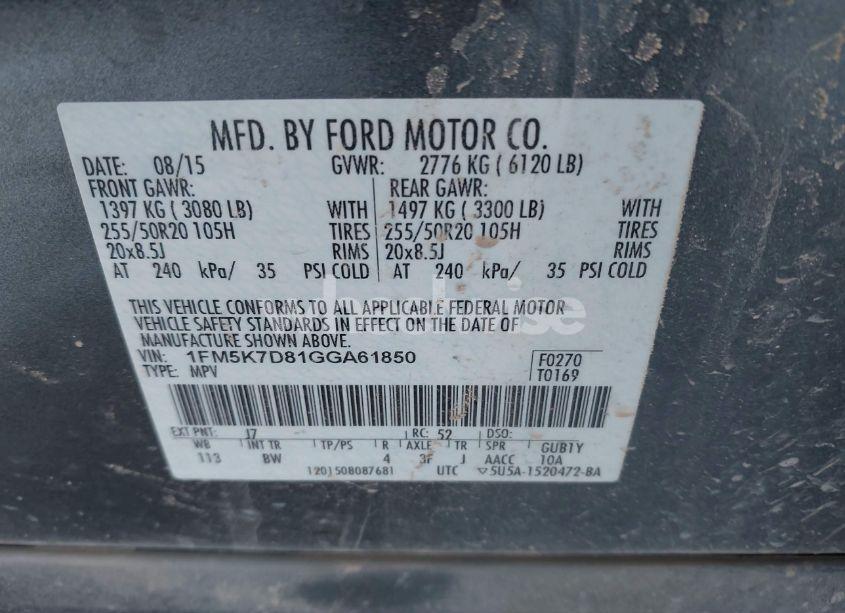 MFD. BY FORD MOTOR CO.
DATE: 08/15 GVWR: 2776 KG ( 6120 LB)
FRONT GAWR: REAR GAWR:
1397 KG ( 3080 LB) WITH 1497 KG ( 3300 LB) WITH
255/50R20 105H TIRES 255/50R20 105H TIRES
20x8.5J RIMS 20x8.5J RIMS
AT 240 kPa/ 35 PSI COLD AT 240 kPa/ 35 PSI COLD
THIS VEHICLE CONFORMS TO ALL APPLICABLE FEDERAL MOTOR
VEHICLE SAFETY STANDARDS IN EFFECT ON THE DATE OF
MANUFACTURE SHOWN ABOVE.
VIN: 1FM5K7D81GGA61850 F0270
TYPE: MPV T0169
EXT PNT: J7 RC: 52 DSO:
WB INT TR TP/PS R AXLE TR SPR GUB1Y
113 BW 4 3F J AACC 10A
1201508087681 UTC ▽5U5A-1520472-BA